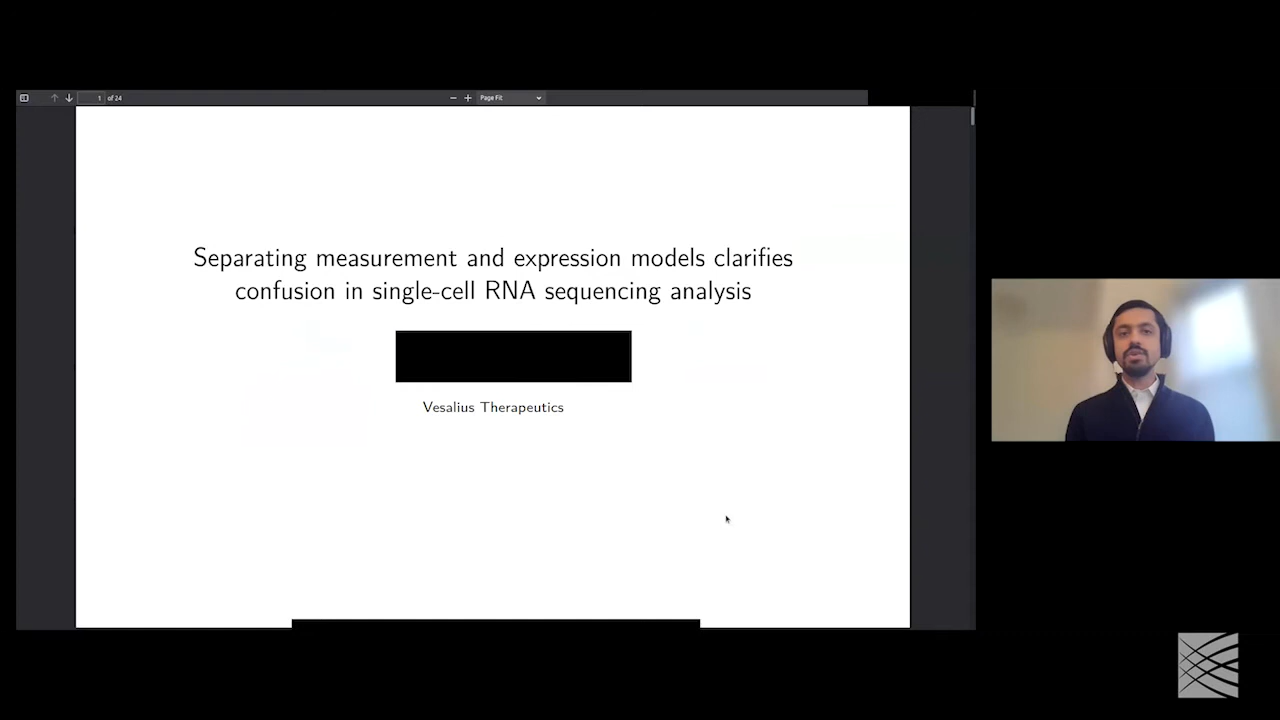 1 of 24
Page Fit
Separating measurement and expression models clarifies
confusion in single-cell RNA sequencing analysis
Vesalius Therapeutics